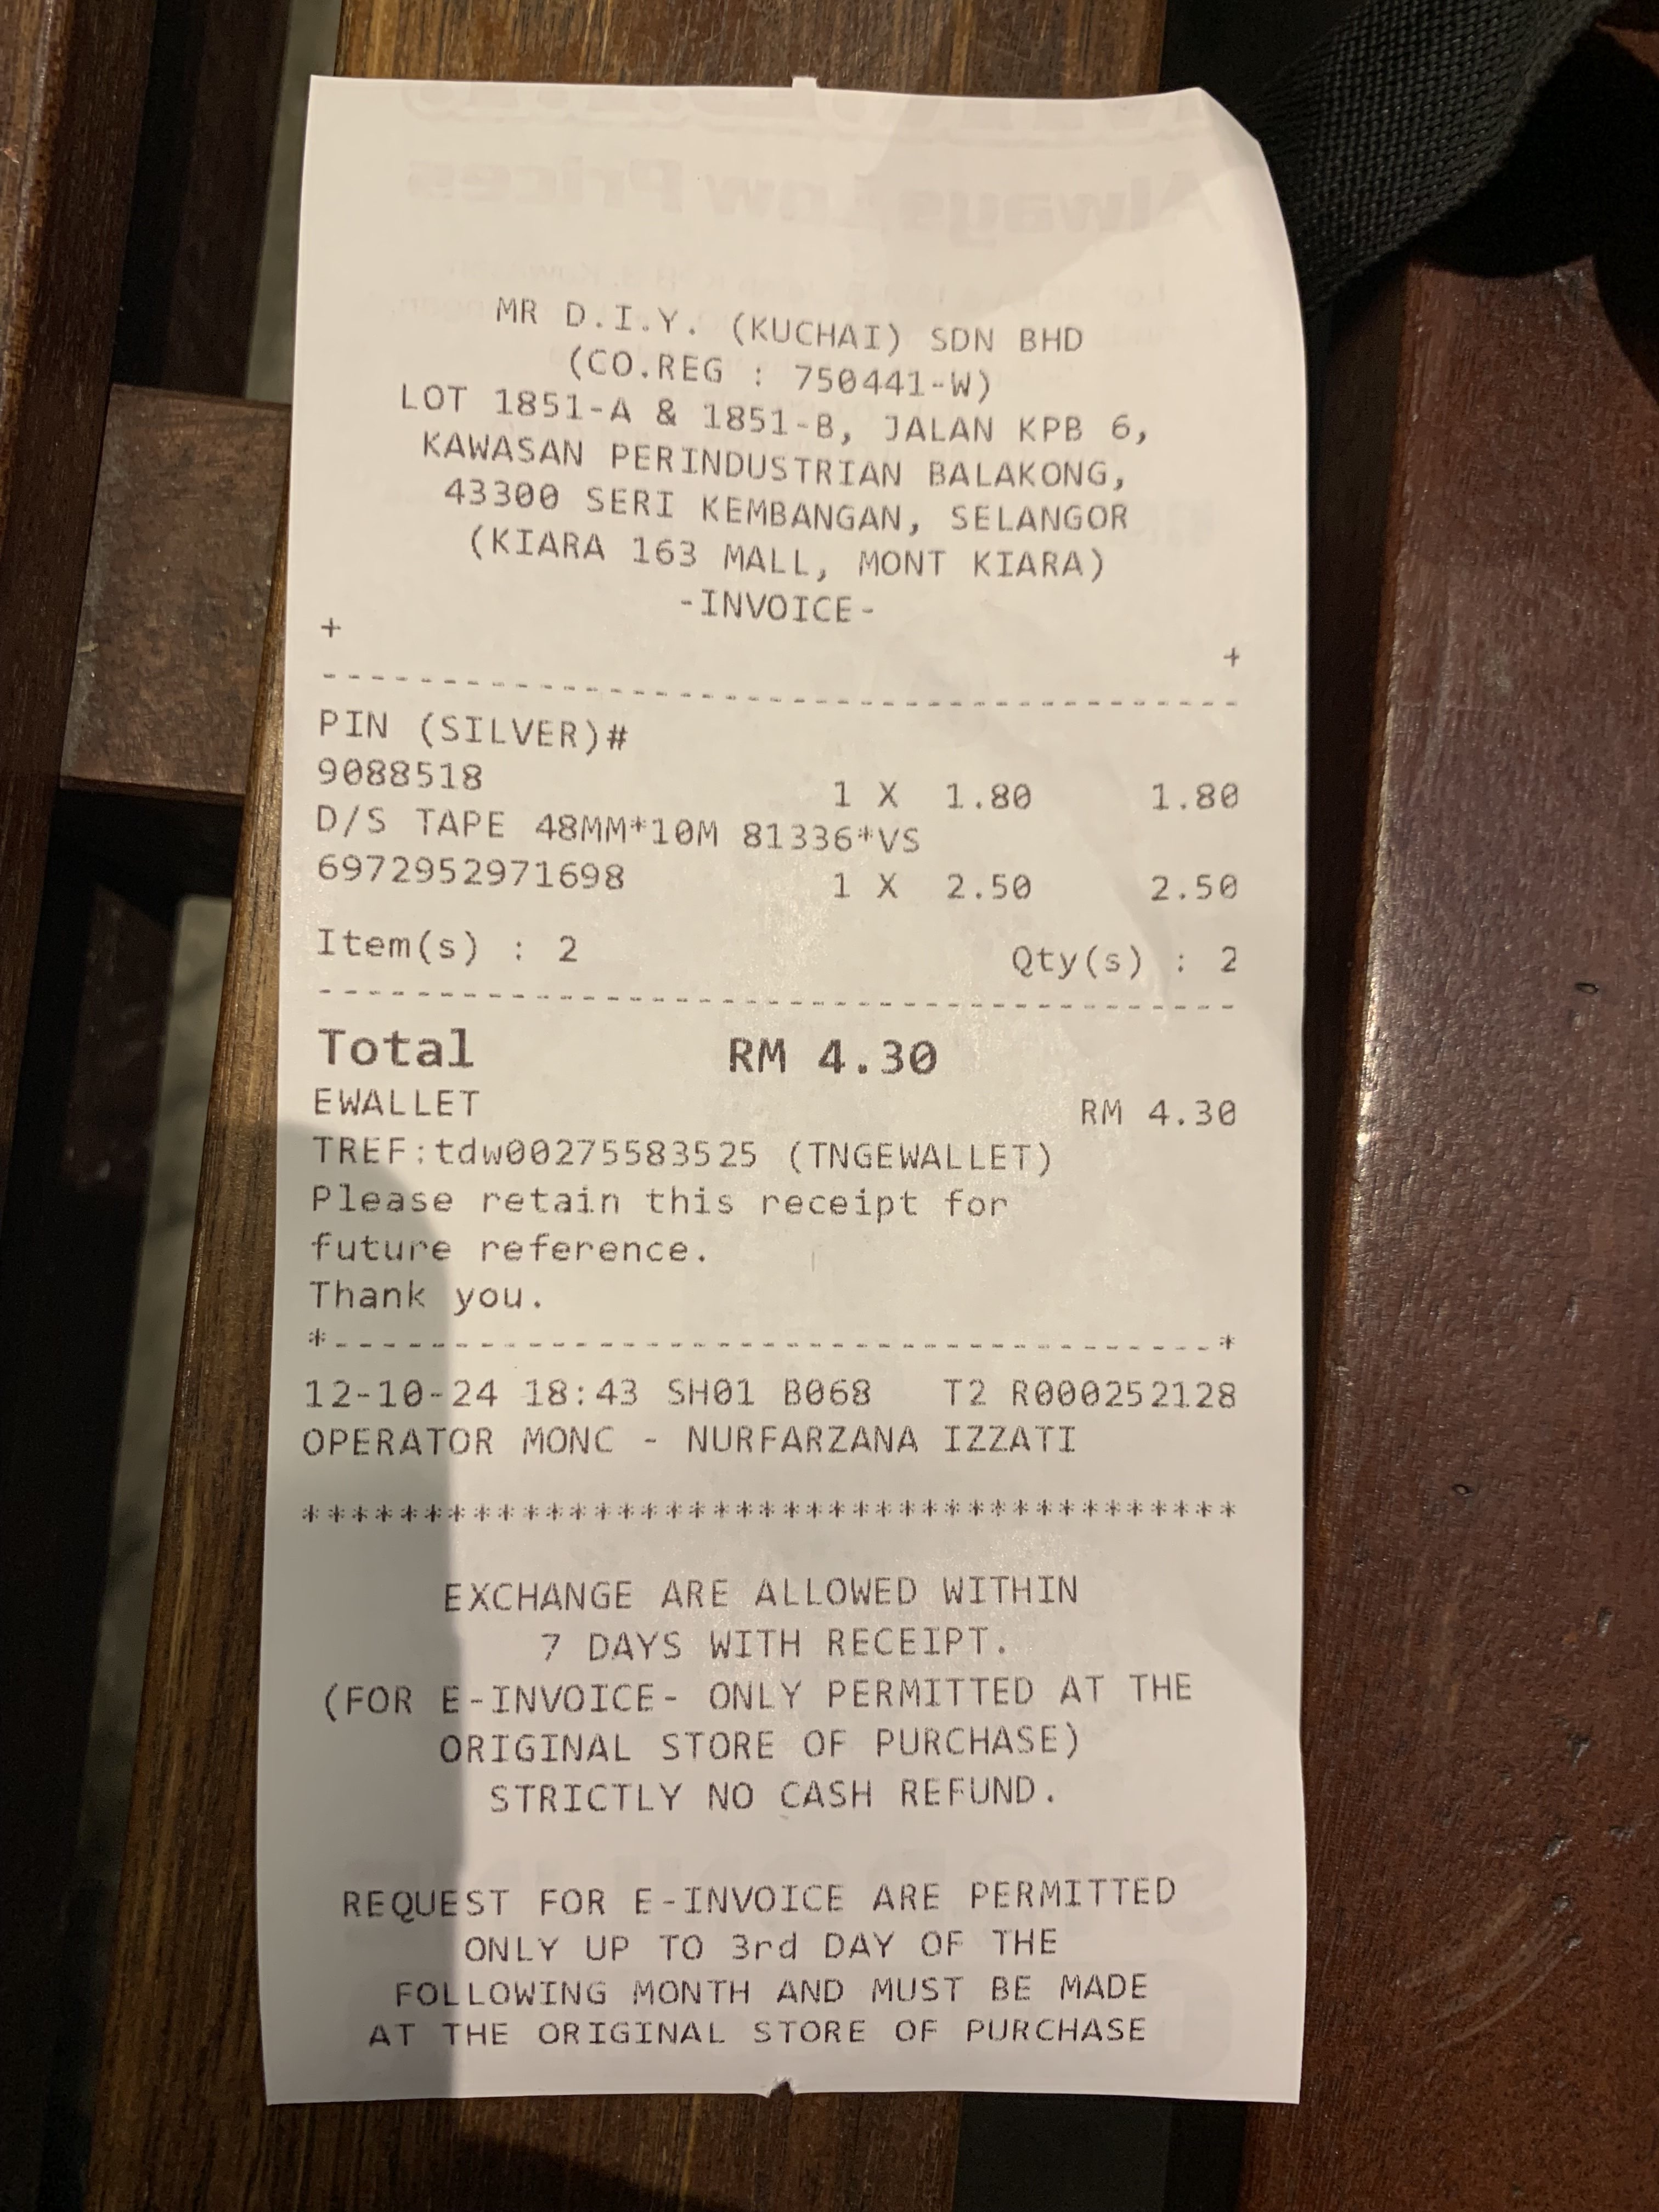 MR D.I.Y. (KUCHAI) SDN BHD
(CO.REG : 750441-W)
LOT 1851-A & 1851-B, JALAN KPB 6,
KAWASAN PERINDUSTRIAN BALAKONG,
43300 SERI KEMBANGAN, SELANGOR
(KIARA 163 MALL, MONT KIARA)
-INVOICE-
+ +
---------------------------------------
PIN (SILVER)#
9088518 1 X 1.80 1.80
D/S TAPE 48MM*10M 81336*VS
6972952971698 1 X 2.50 2.50
Item(s) : 2 Qty(s) : 2
---------------------------------------
Total RM 4.30
EWALLET RM 4.30
TREF:tdw00275583525 (TNGEWALLET)
Please retain this receipt for
future reference.
Thank you.
*--------------------------------------*
12-10-24 18:43 SH01 B068 T2 R000252128
OPERATOR MONC - NURFARZANA IZZATI
****************************************
EXCHANGE ARE ALLOWED WITHIN
7 DAYS WITH RECEIPT.
(FOR E-INVOICE- ONLY PERMITTED AT THE
ORIGINAL STORE OF PURCHASE)
STRICTLY NO CASH REFUND.
REQUEST FOR E-INVOICE ARE PERMITTED
ONLY UP TO 3rd DAY OF THE
FOLLOWING MONTH AND MUST BE MADE
AT THE ORIGINAL STORE OF PURCHASE